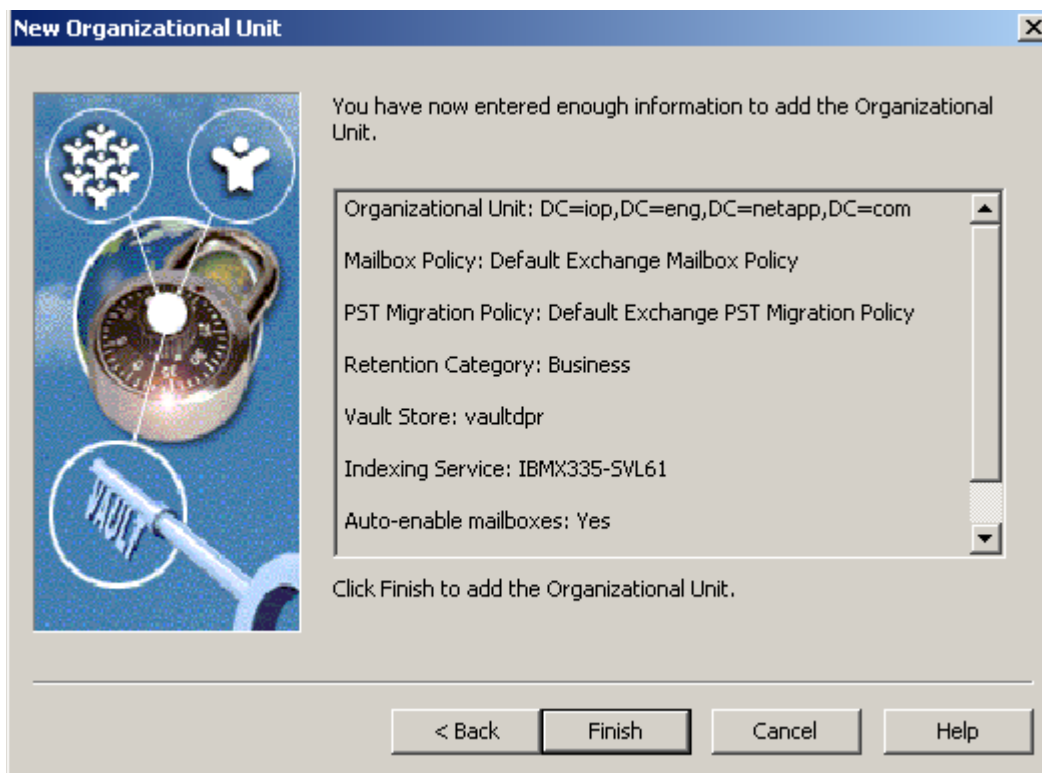 New Organizational Unit
You have now entered enough information to add the Organizational
Unit.
Organizational Unit: DC=iop,DC=eng,DC=netapp,DC=com
Mailbox Policy: Default Exchange Mailbox Policy
PST Migration Policy: Default Exchange PST Migration Policy
Retention Category: Business
Vault Store: vaultdpr
Indexing Service: IBMX335-SVL61
Auto-enable mailboxes: Yes
VAULT
Click Finish to add the Organizational Unit.
< Back
Finish
Cancel
Help